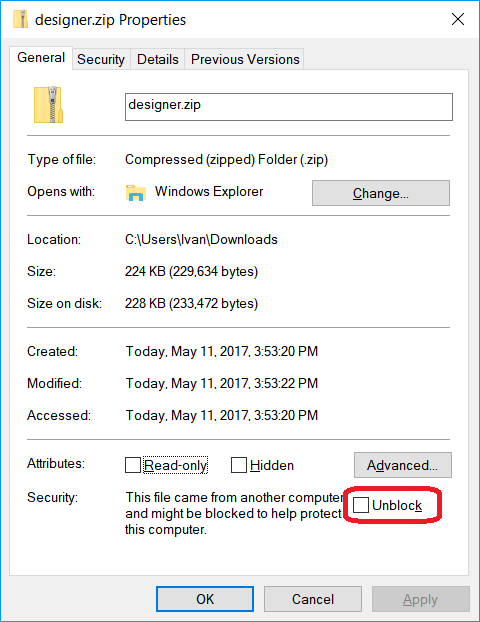 designer.zip Properties
General Security Details Previous Versions
designer.zip
Type of file: Compressed (zipped) Folder (.zip)
Opens with: Windows Explorer Change...
Location: C:\Users\Ivan\Downloads
Size: 224 KB (229,634 bytes)
Size on disk: 228 KB (233,472 bytes)
Created: Today, May 11, 2017, 3:53:20 PM
Modified: Today, May 11, 2017, 3:53:22 PM
Accessed: Today, May 11, 2017, 3:53:20 PM
Attributes: Read-only Hidden Advanced...
Security: This file came from another computer Unblock
and might be blocked to help protect
this computer.
OK Cancel Apply